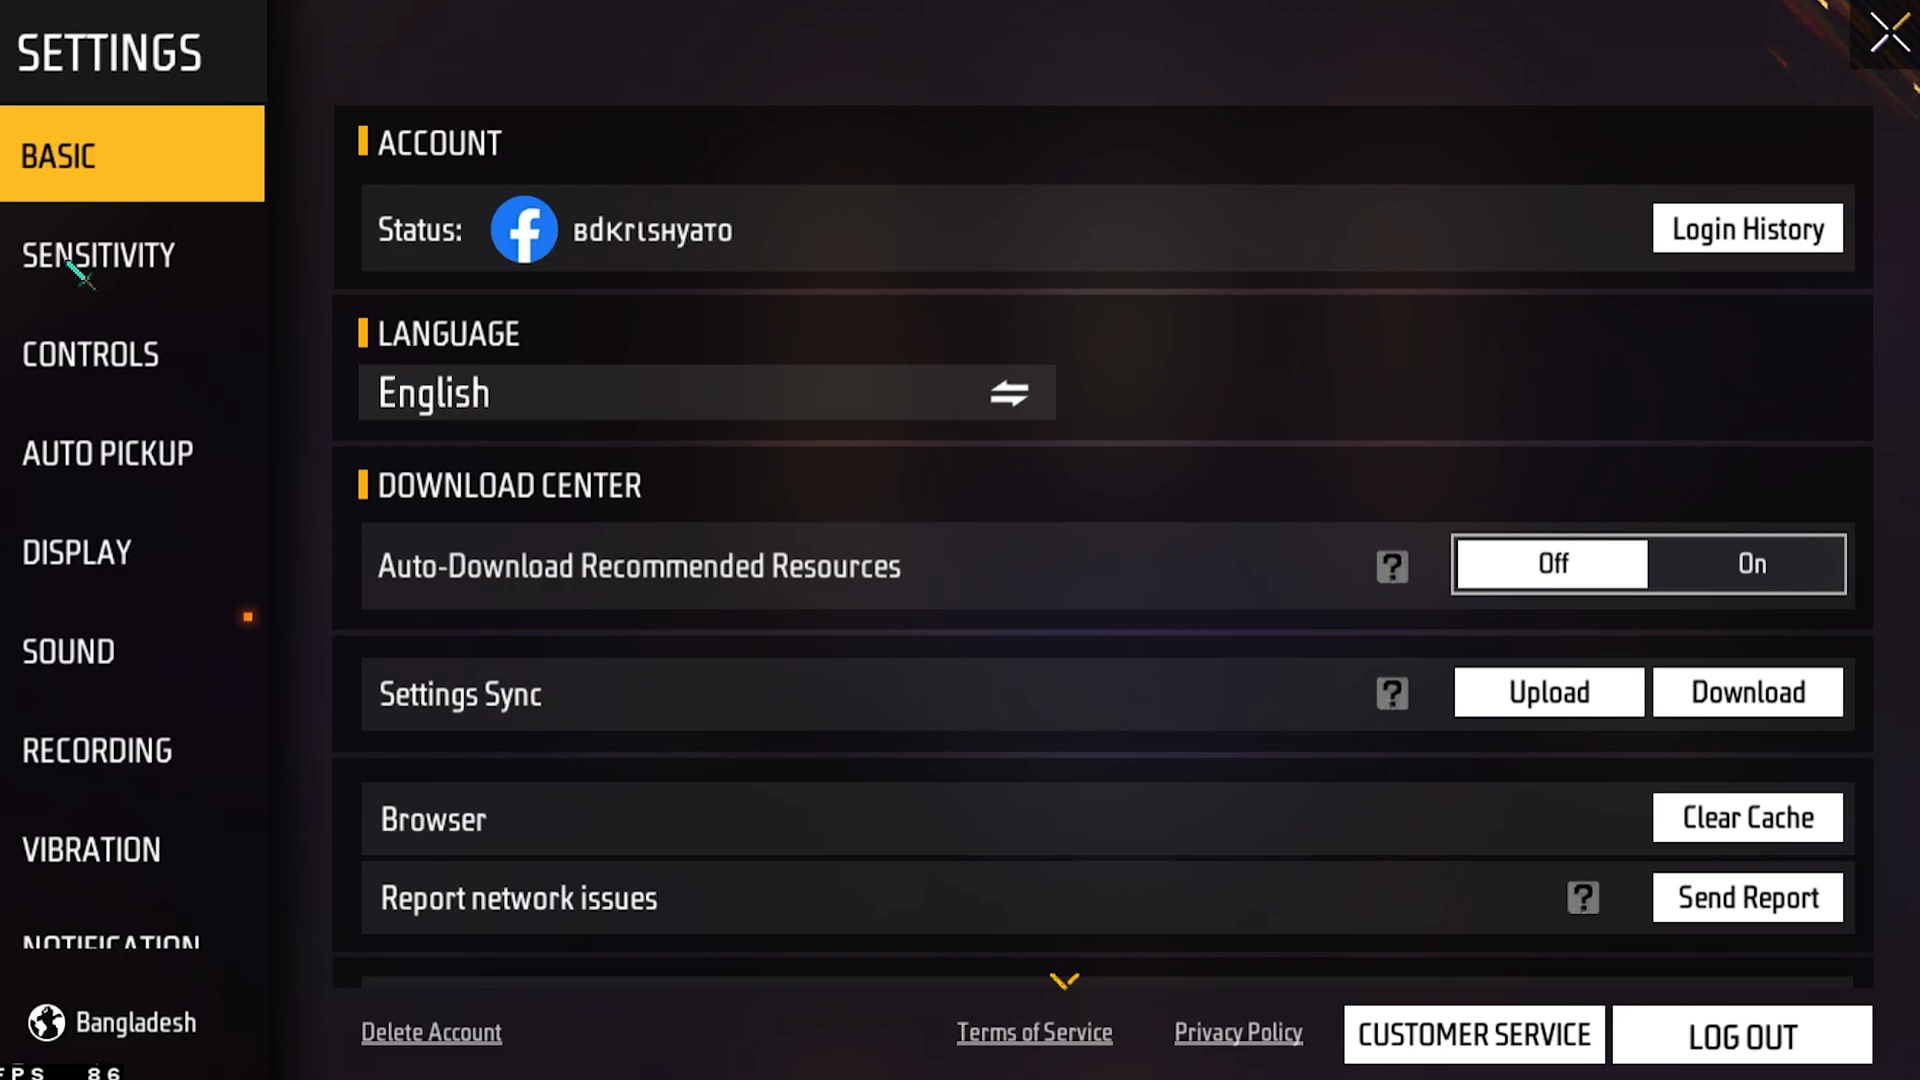 SETTINGS
BASIC
SENSITIVITY
CONTROLS
AUTO PICKUP
DISPLAY
SOUND
RECORDING
VIBRATION
NOTIFICATION
Bangladesh
FPS 86
ACCOUNT
Status: f ʙdᴋrɩsʜyaᴛo Login History
LANGUAGE
English
DOWNLOAD CENTER
Auto-Download Recommended Resources ? Off On
Settings Sync ? Upload Download
Browser Clear Cache
Report network issues ? Send Report
Delete Account Terms of Service Privacy Policy CUSTOMER SERVICE LOG OUT